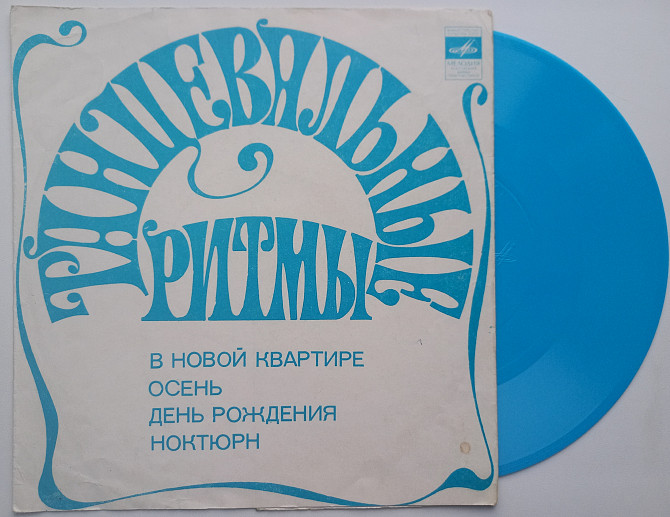 ТАНЦЕВАЛЬНЫЕ
РИТМЫ
В НОВОЙ КВАРТИРЕ
ОСЕНЬ
ДЕНЬ РОЖДЕНИЯ
НОКТЮРН